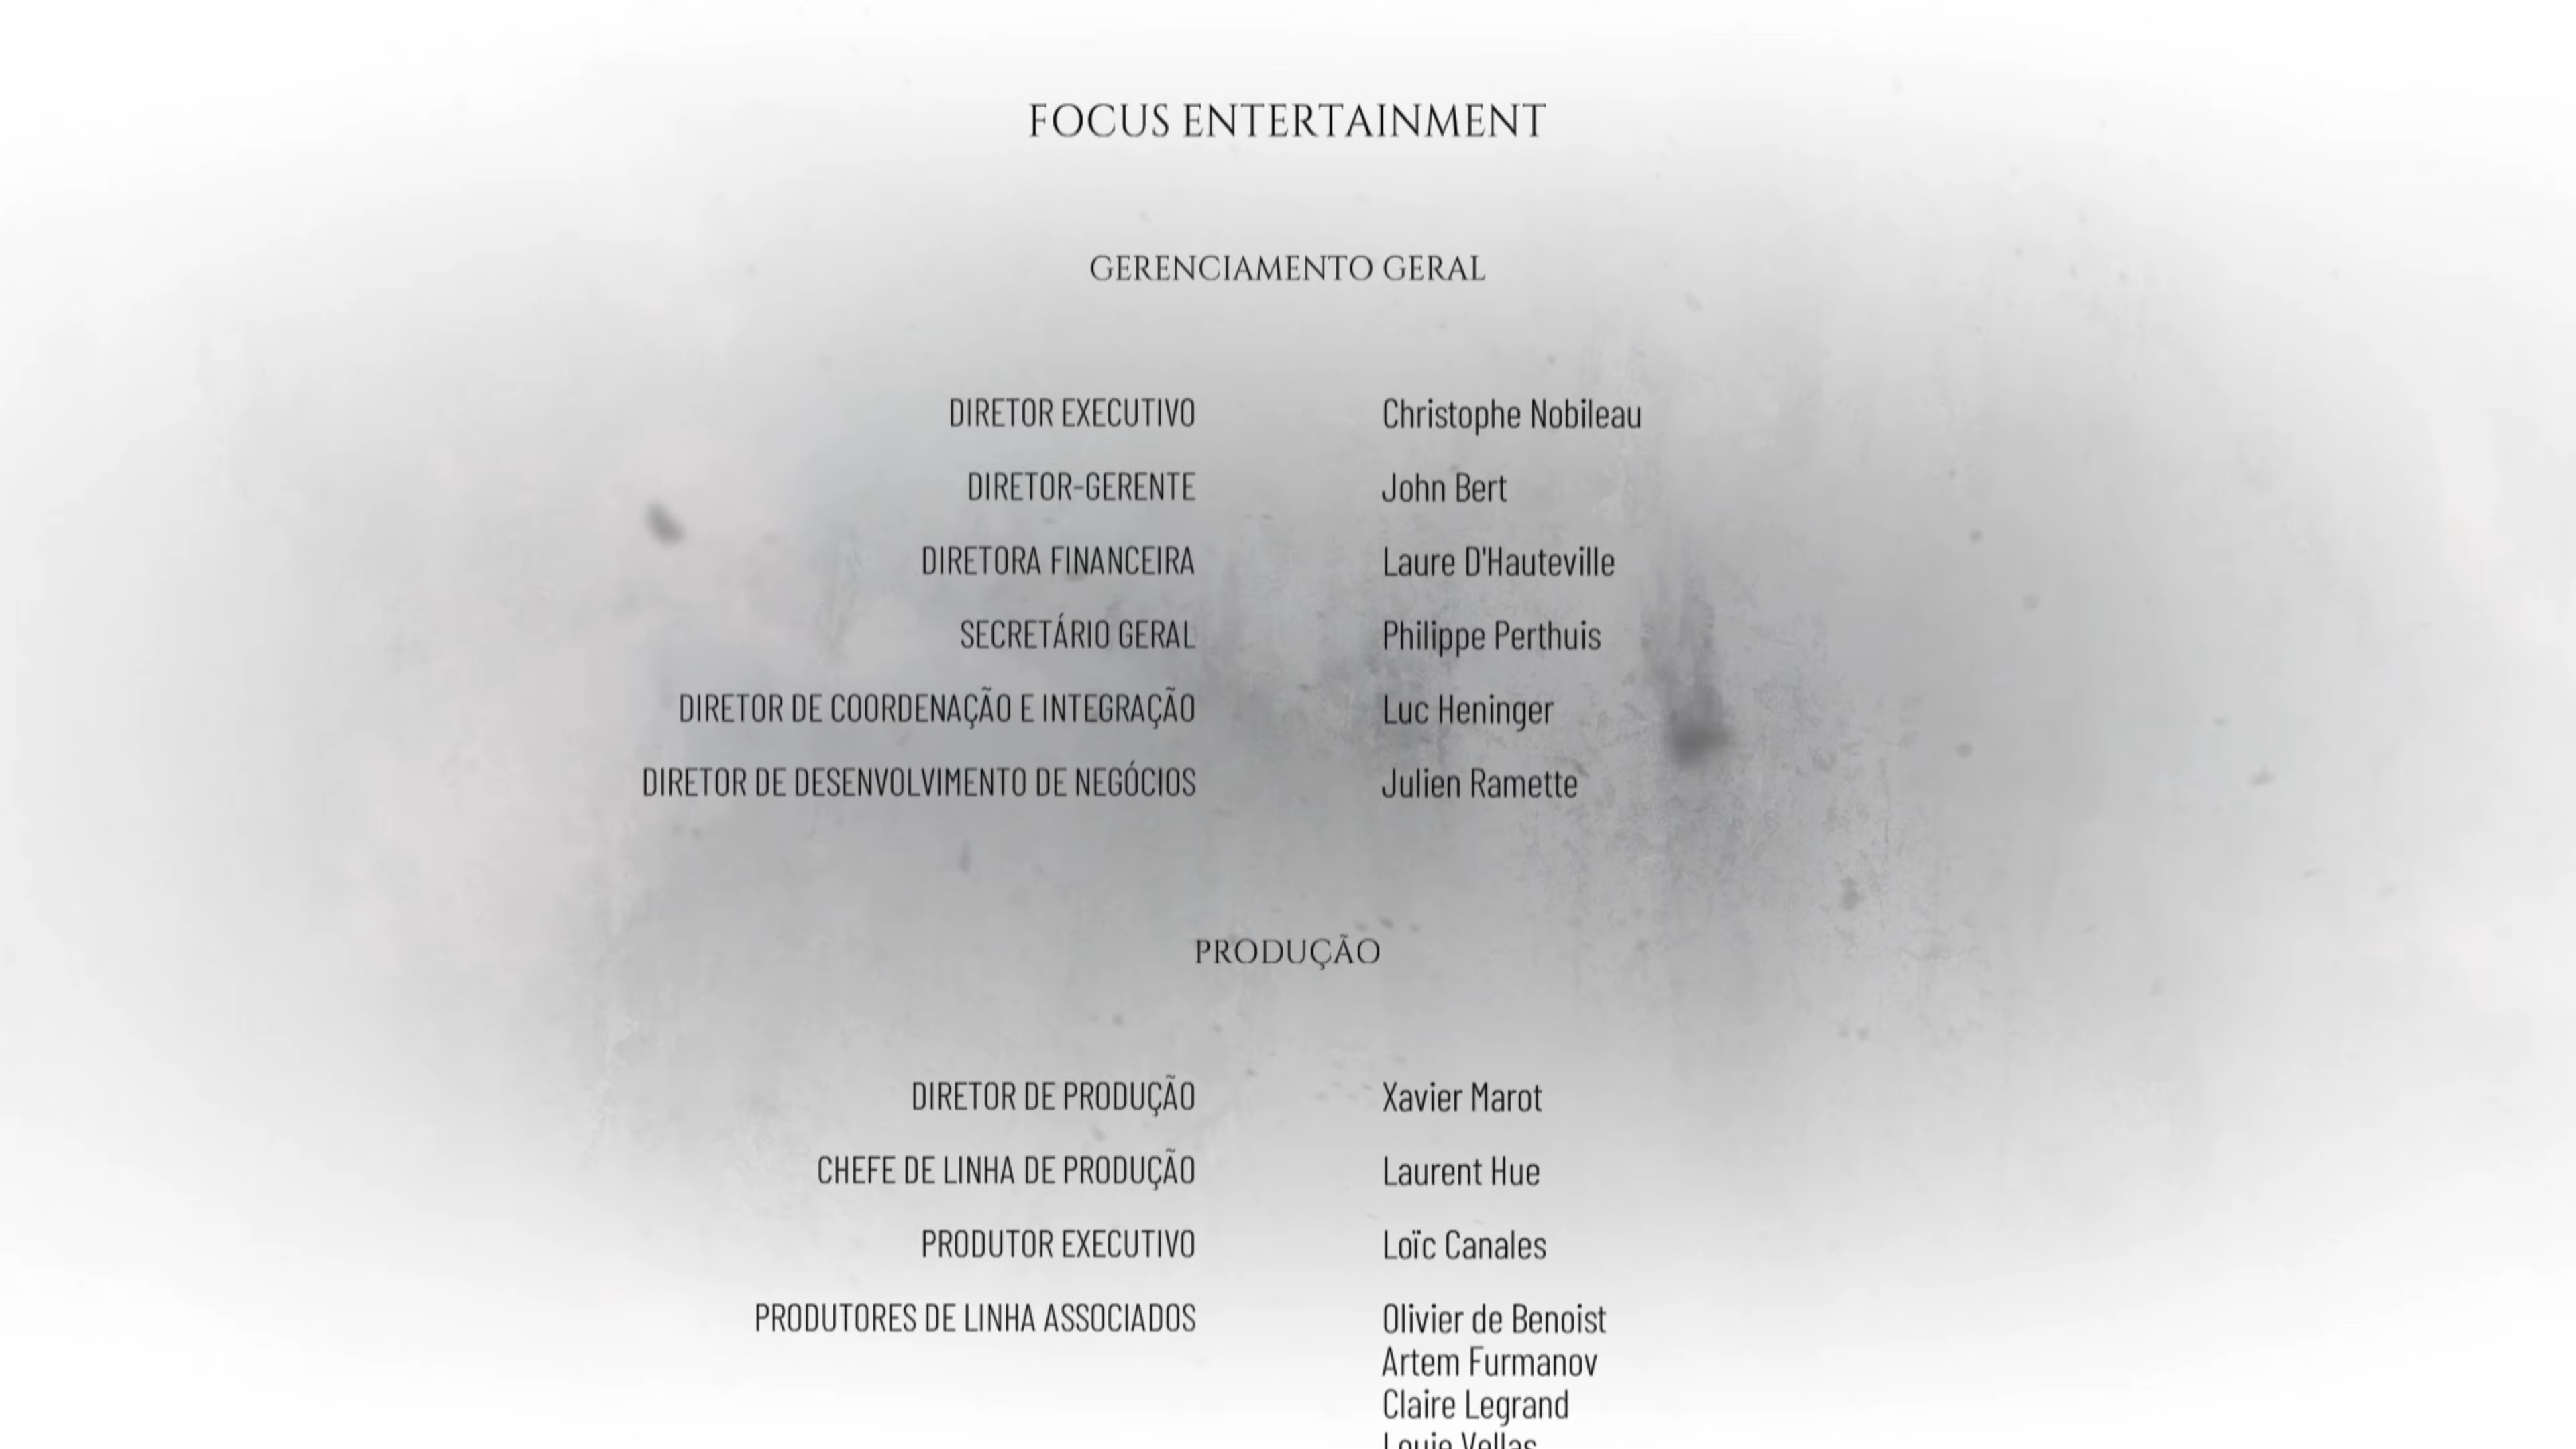 FOCUS ENTERTAINMENT
GERENCIAMENTO GERAL
DIRETOR EXECUTIVO Christophe Nobileau
DIRETOR-GERENTE John Bert
DIRETORA FINANCEIRA Laure D'Hauteville
SECRETÁRIO GERAL Philippe Perthuis
DIRETOR DE COORDENAÇÃO E INTEGRAÇÃO Luc Heninger
DIRETOR DE DESENVOLVIMENTO DE NEGÓCIOS Julien Ramette
PRODUÇÃO
DIRETOR DE PRODUÇÃO Xavier Marot
CHEFE DE LINHA DE PRODUÇÃO Laurent Hue
PRODUTOR EXECUTIVO Loïc Canales
PRODUTORES DE LINHA ASSOCIADOS Olivier de Benoist
Artem Furmanov
Claire Legrand